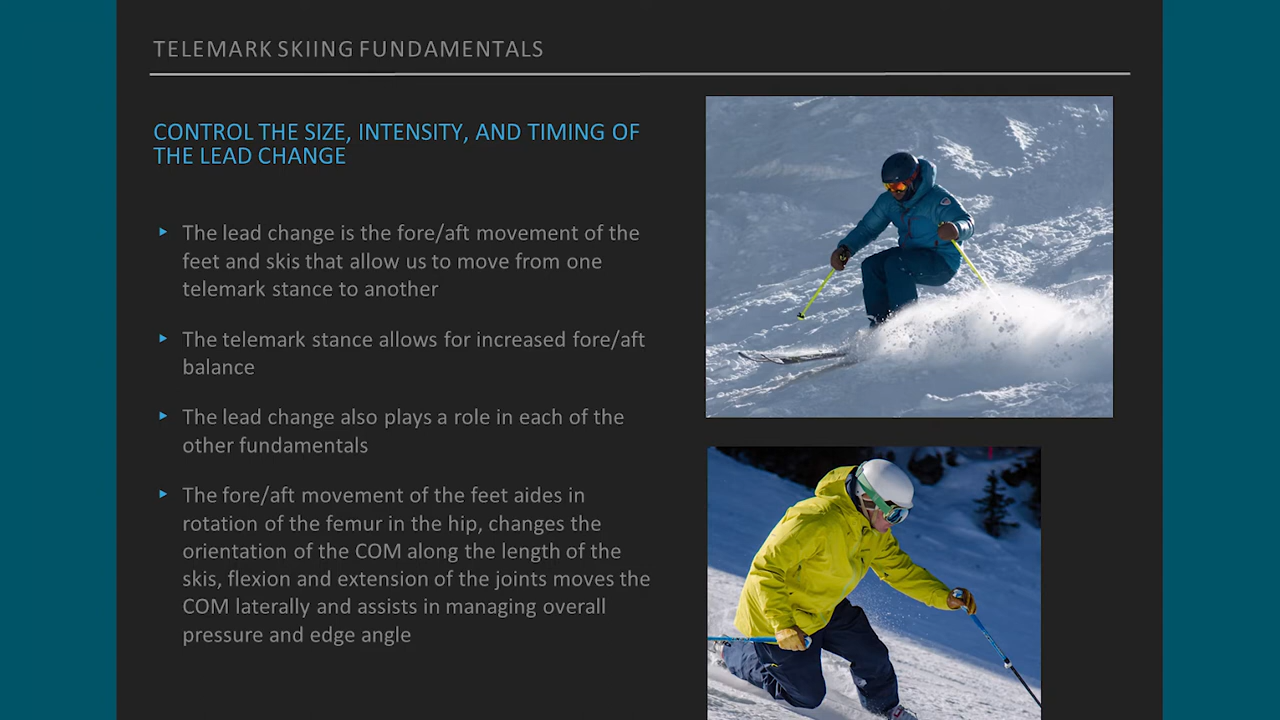 TELEMARK SKIING FUNDAMENTALS
CONTROL THE SIZE, INTENSITY, AND TIMING OF
THE LEAD CHANGE
The lead change is the fore/aft movement of the
feet and skis that allow us to move from one
telemark stance to another
The telemark stance allows for increased fore/aft
balance
The lead change also plays a role in each of the
other fundamentals
The fore/aft movement of the feet aides in
rotation of the femur in the hip, changes the
orientation of the COM along the length of the
skis, flexion and extension of the joints moves the
COM laterally and assists in managing overall
pressure and edge angle